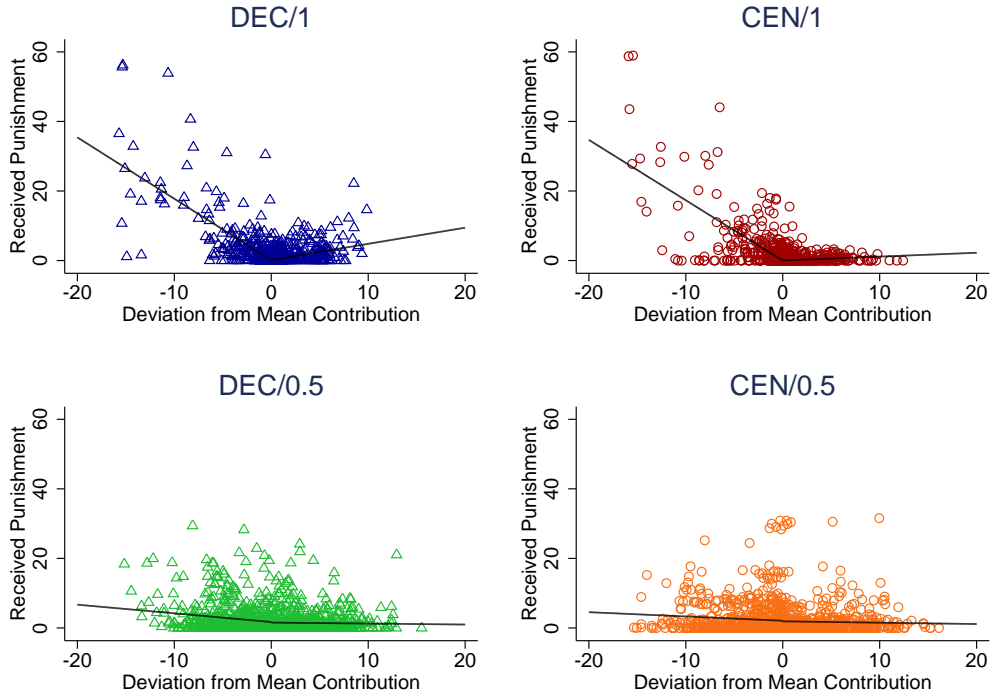 DEC/1
Received Punishment
60
40
20
0
-20 -10 0 10 20
Deviation from Mean Contribution
CEN/1
Received Punishment
60
40
20
0
-20 -10 0 10 20
Deviation from Mean Contribution
DEC/0.5
Received Punishment
60
40
20
0
-20 -10 0 10 20
Deviation from Mean Contribution
CEN/0.5
Received Punishment
60
40
20
0
-20 -10 0 10 20
Deviation from Mean Contribution